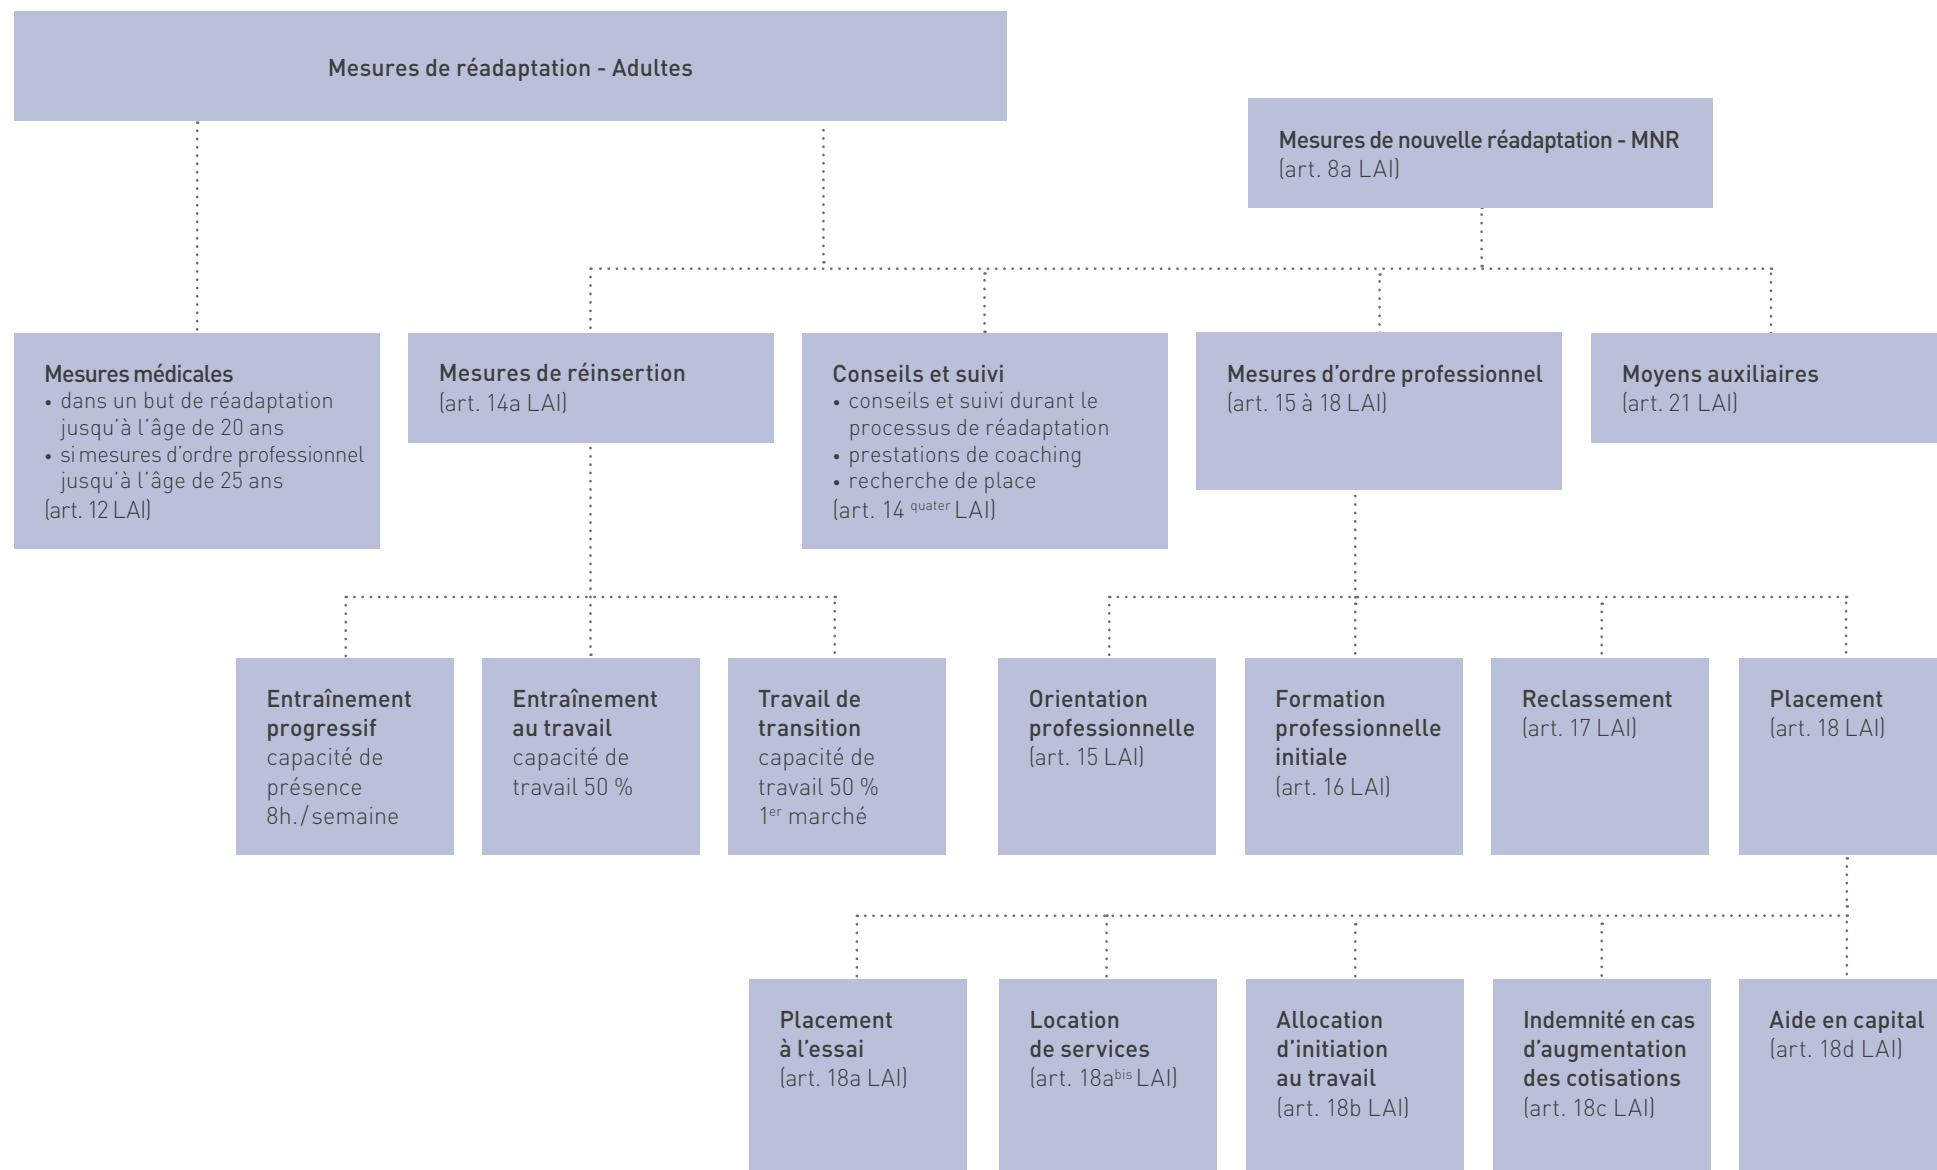 Mesures de réadaptation - Adultes
Mesures de nouvelle réadaptation - MNR
(art. 8a LAI)
Mesures médicales
• dans un but de réadaptation
jusqu'à l'âge de 20 ans
• si mesures d'ordre professionnel
jusqu'à l'âge de 25 ans
(art. 12 LAI)
Mesures de réinsertion
(art. 14a LAI)
Conseils et suivi
• conseils et suivi durant le
processus de réadaptation
• prestations de coaching
• recherche de place
(art. 14 quater LAI)
Mesures d'ordre professionnel
(art. 15 à 18 LAI)
Moyens auxiliaires
(art. 21 LAI)
Entraînement
progressif
capacité de
présence
8h./semaine
Entraînement
au travail
capacité de
travail 50 %
Travail de
transition
capacité de
travail 50 %
1er marché
Orientation
professionnelle
(art. 15 LAI)
Formation
professionnelle
initiale
(art. 16 LAI)
Reclassement
(art. 17 LAI)
Placement
(art. 18 LAI)
Placement
à l'essai
(art. 18a LAI)
Location
de services
(art. 18abis LAI)
Allocation
d'initiation
au travail
(art. 18b LAI)
Indemnité en cas
d'augmentation
des cotisations
(art. 18c LAI)
Aide en capital
(art. 18d LAI)